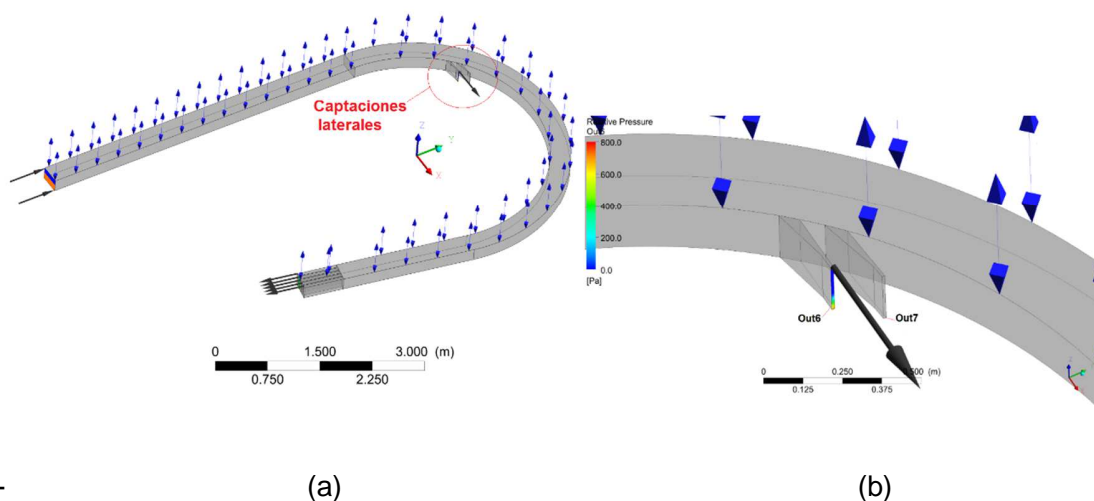 Captaciones
laterales
Z
Y
X
0 1.500 3.000 (m)
0.750 2.250
Out6
800.0
600.0
400.0
200.0
0.0
[Pa]
Out6
Out7
0 0.250 (m)
0.125 0.375
- (a) (b)